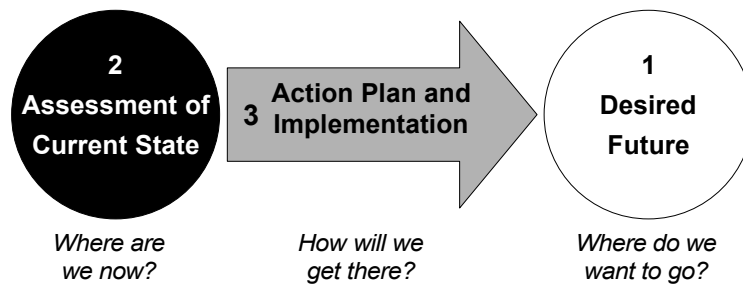 2
Assessment of
Current State
3
Action Plan and
Implementation
1
Desired
Future
Where are
we now?
How will we
get there?
Where do we
want to go?